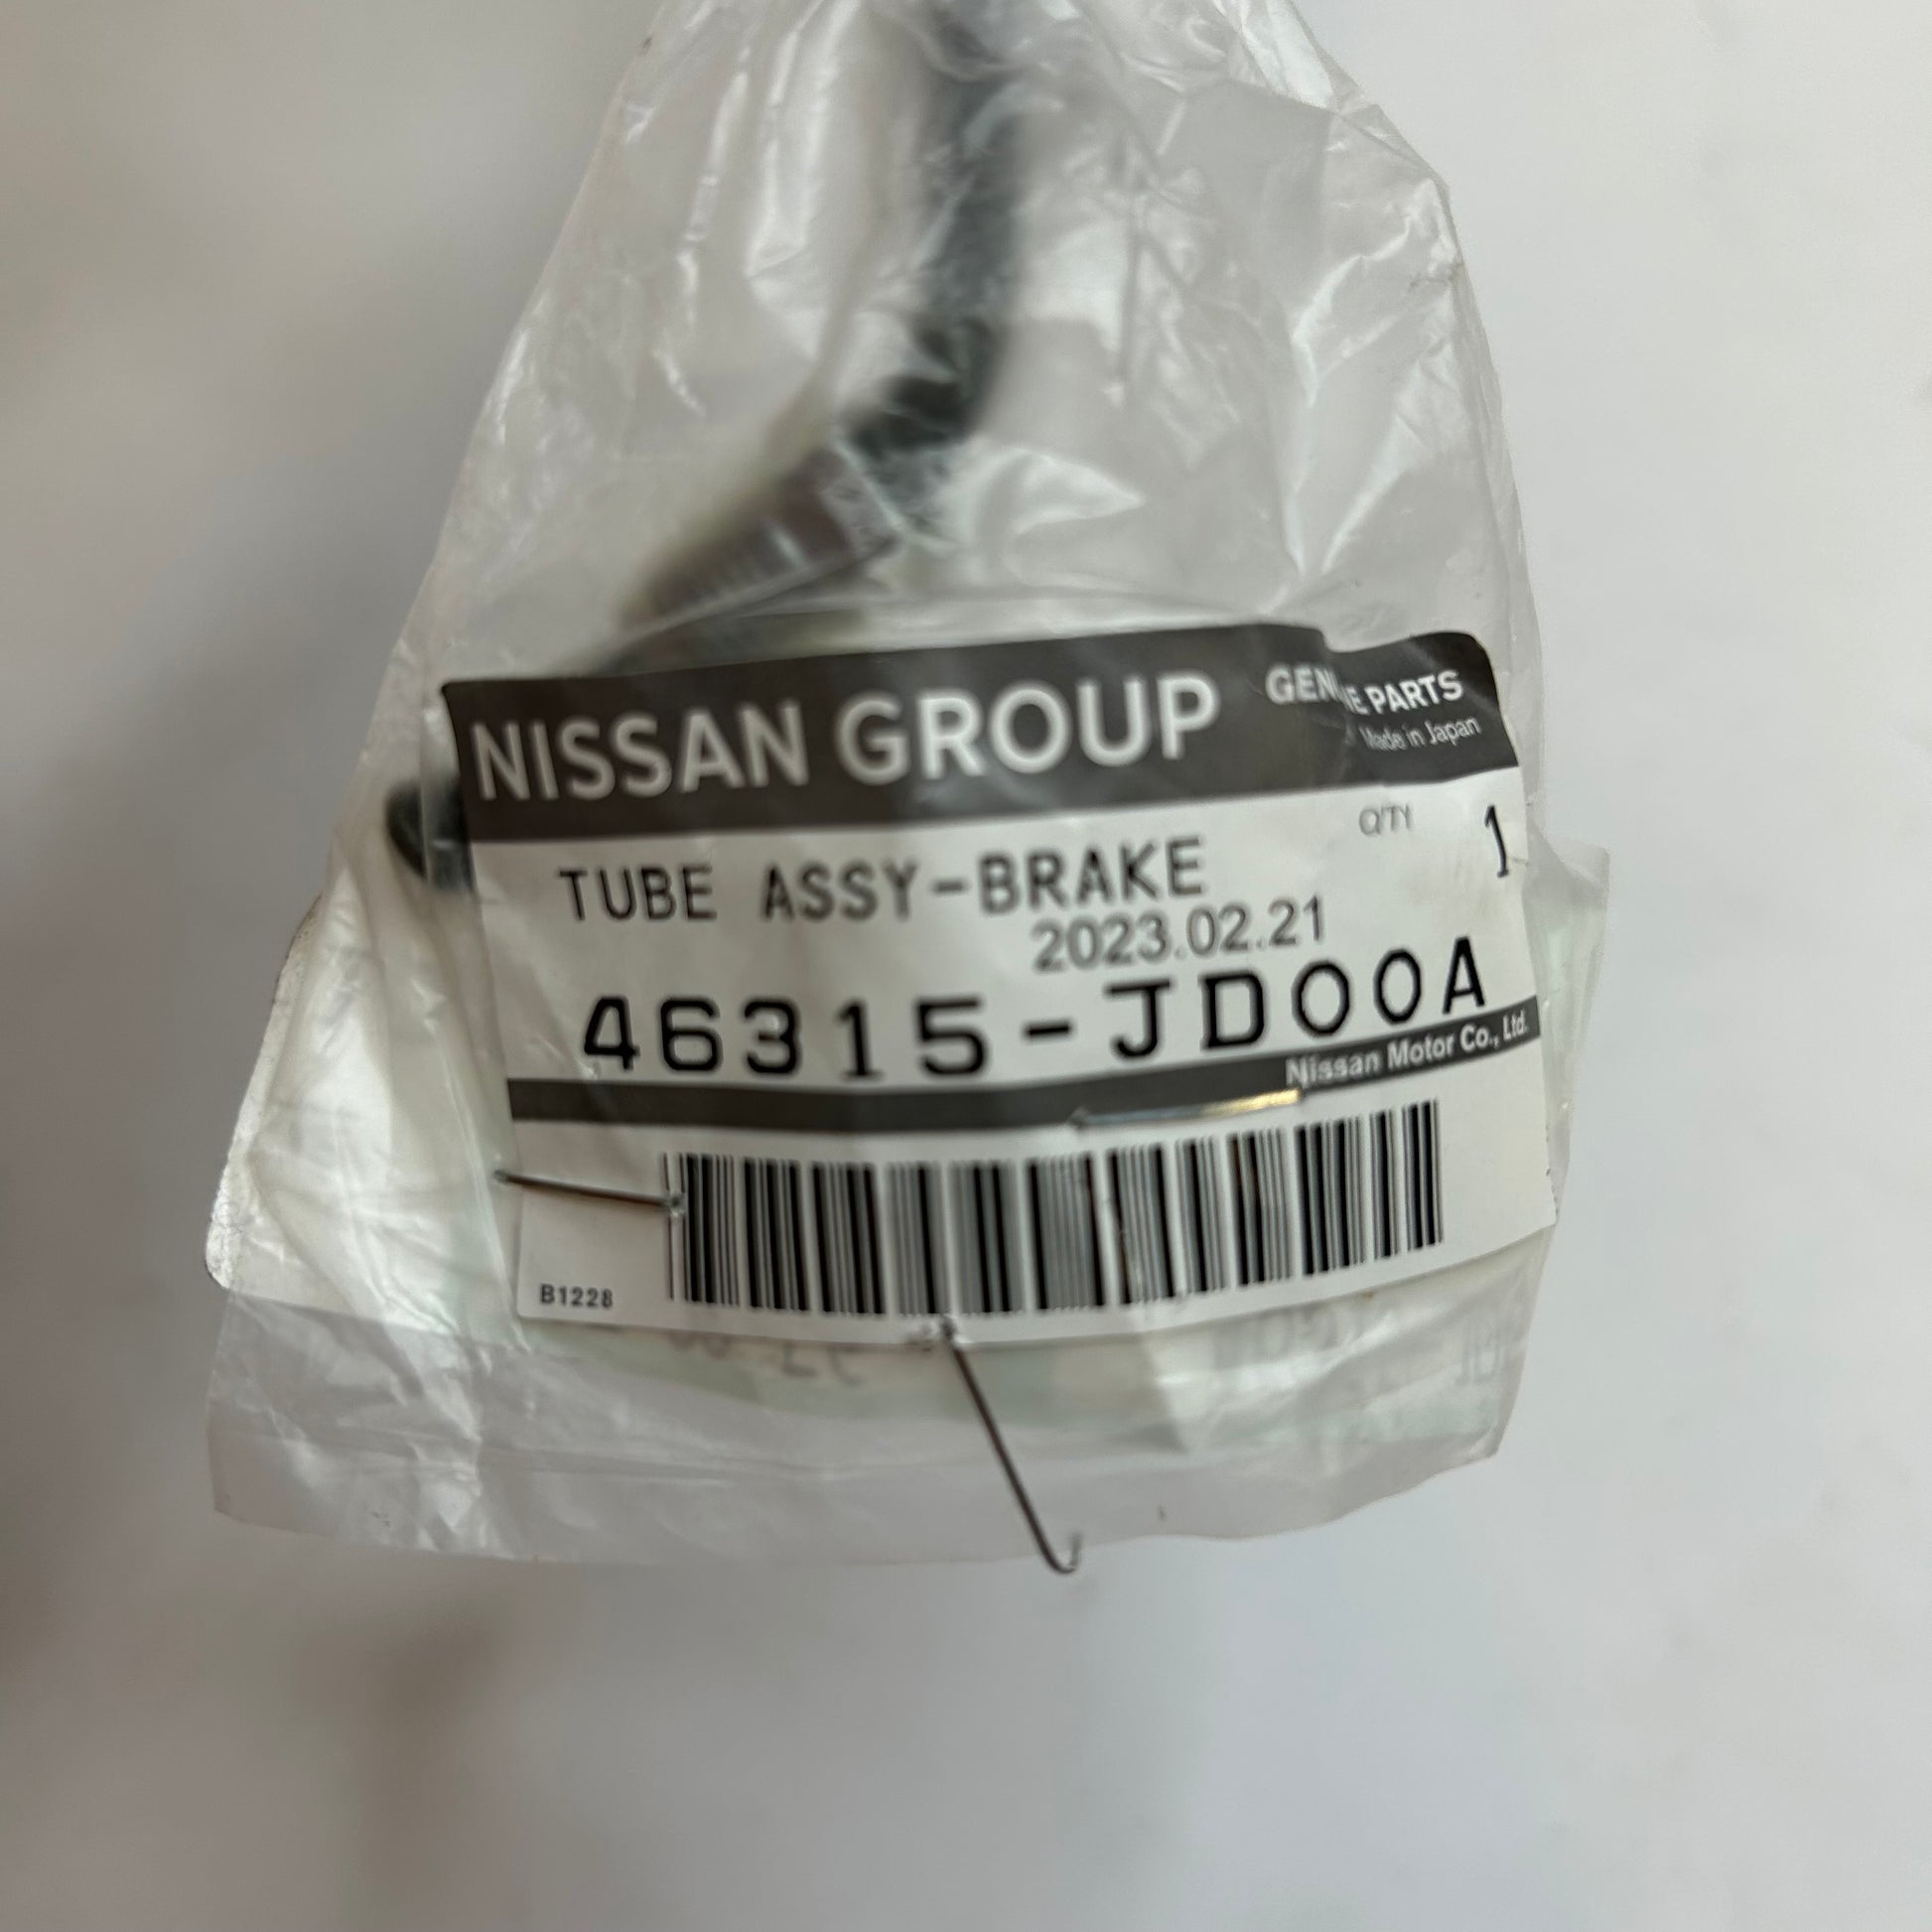 NISSAN GROUP
GENUINE PARTS
Made in Japan
Q'TY 1
TUBE ASSY-BRAKE
2023.02.21
46315-JD00A
Nissan Motor Co., Ltd.
B1228